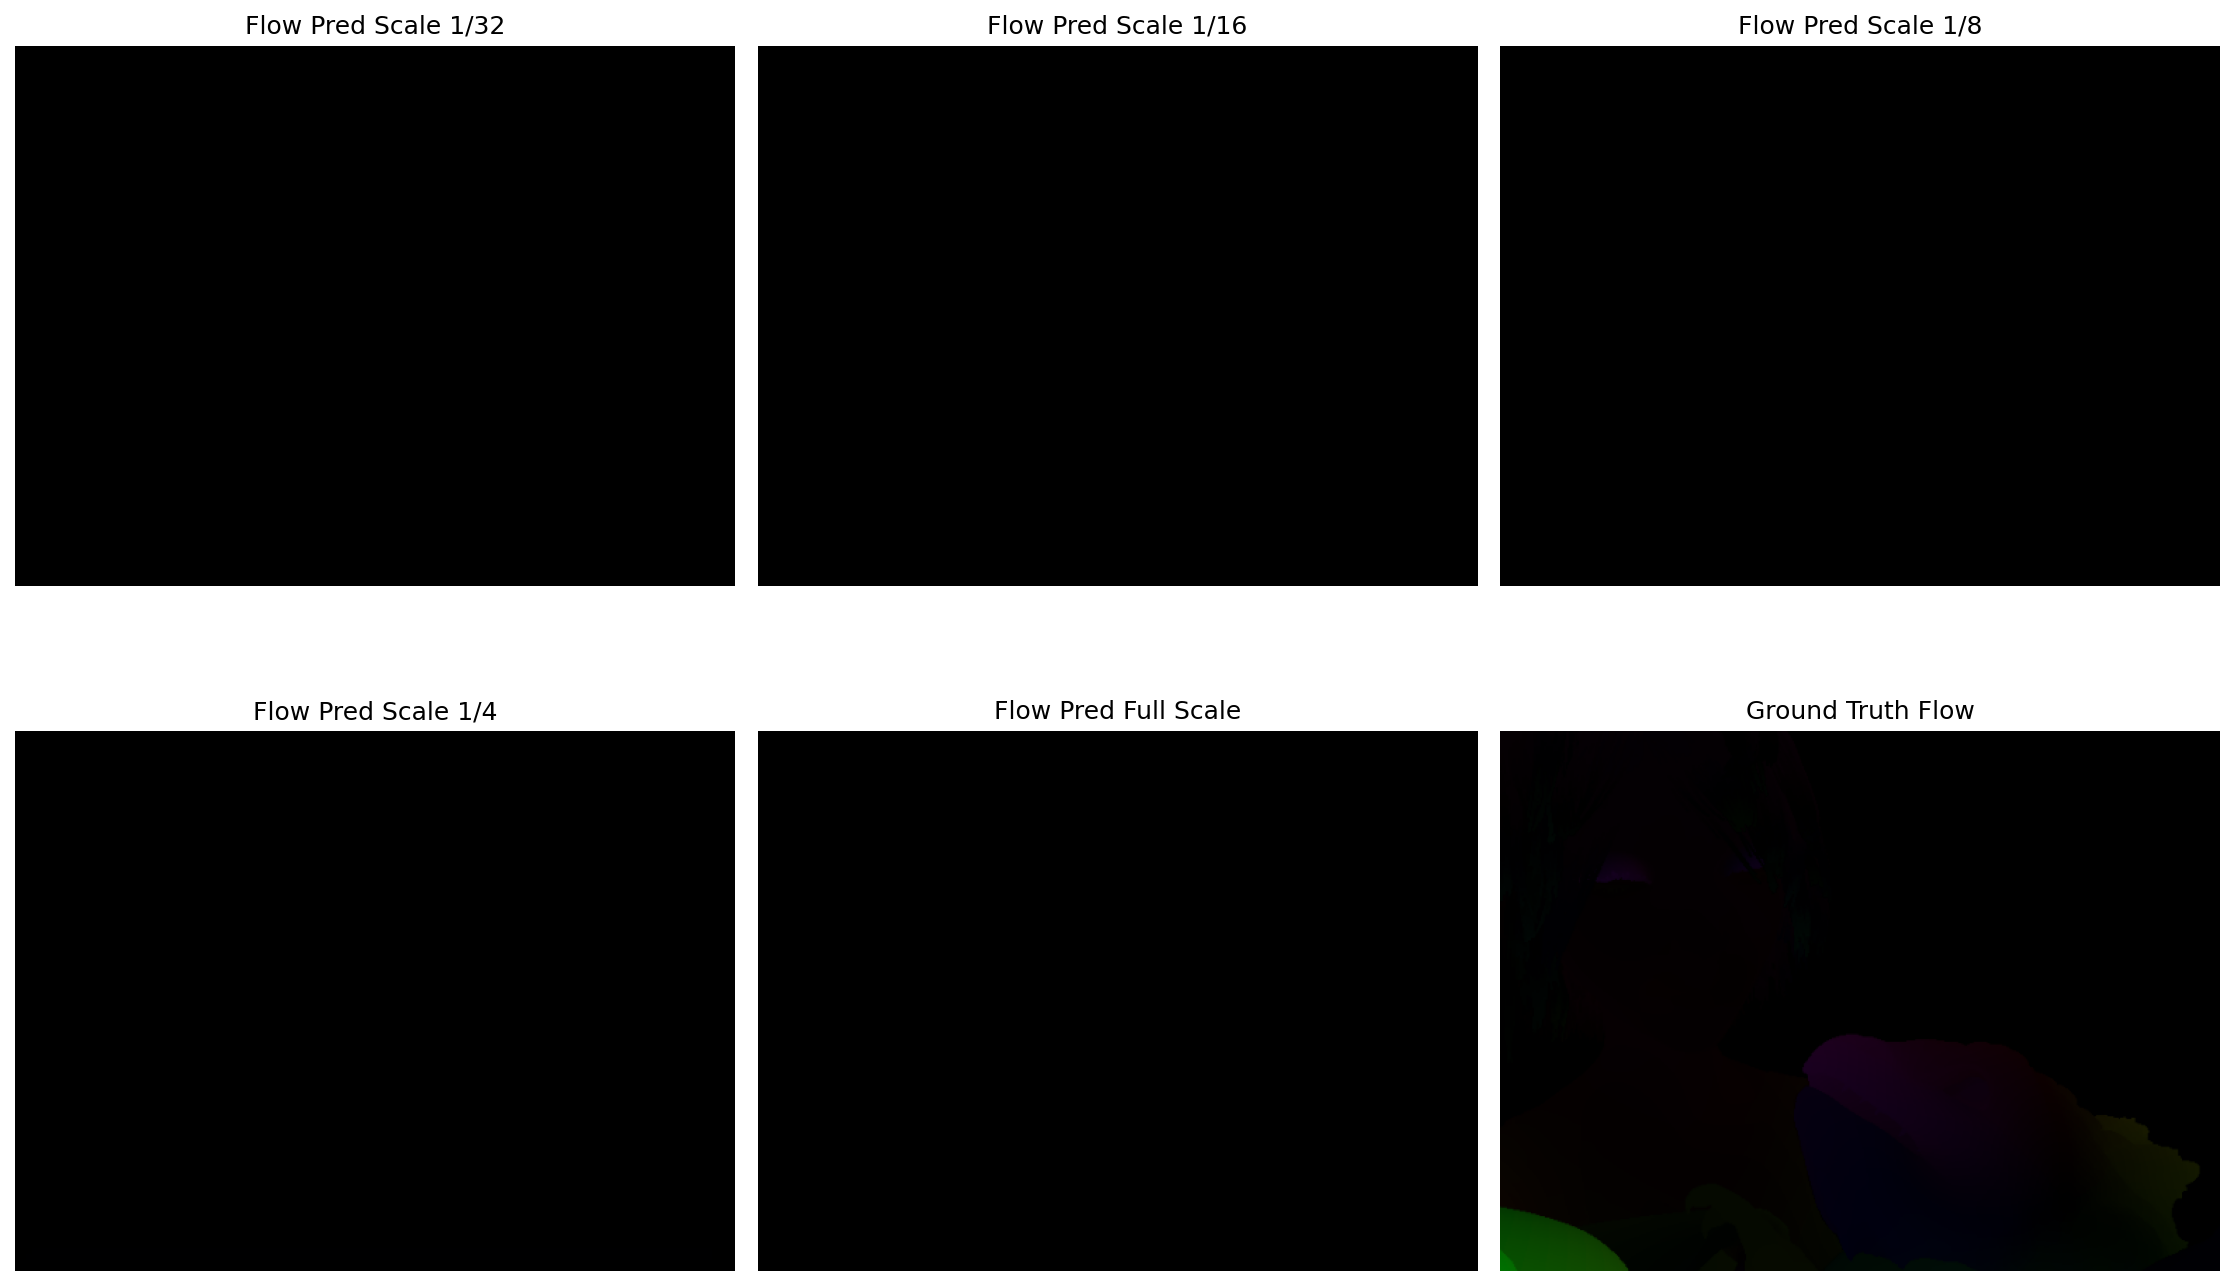 Flow Pred Scale 1/32
Flow Pred Scale 1/16
Flow Pred Scale 1/8
Flow Pred Scale 1/4
Flow Pred Full Scale
Ground Truth Flow